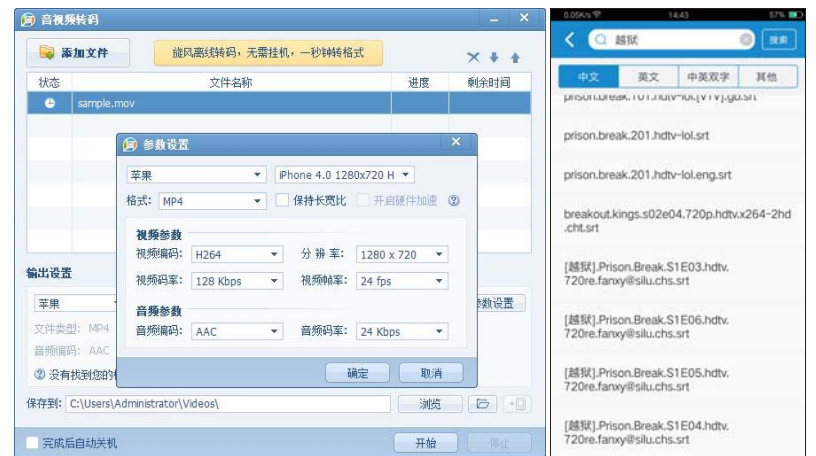 音视频转码
添加文件
旋风离线转码，无需挂机，一秒钟转格式
状态 文件名称 进度 剩余时间
sample.mov
参数设置
苹果 iPhone 4.0 1280x720 H
格式: MP4 保持长宽比 开启硬件加速
视频参数
视频编码: H264 分 辨 率: 1280 x 720
视频码率: 128 Kbps 视频帧率: 24 fps
音频参数
音频编码: AAC 音频码率: 24 Kbps
确定 取消
输出设置
苹果 参数设置
文件类型: MP4
音频编码: AAC
没有找到您的
保存到: C:\Users\Administrator\Videos\ 浏览
完成后自动关机 开始 停止
0.05K/s 14:43 57%
越狱 搜索
中文 英文 中英双字 其他
prison.break.201.hdtv-lol.srt
prison.break.201.hdtv-lol.eng.srt
breakout.kings.s02e04.720p.hdtv.x264-2hd
.cht.srt
[越狱].Prison.Break.S1E03.hdtv.
720re.fanxy@silu.chs.srt
[越狱].Prison.Break.S1E06.hdtv.
720re.fanxy@silu.chs.srt
[越狱].Prison.Break.S1E05.hdtv.
720re.fanxy@silu.chs.srt
[越狱].Prison.Break.S1E04.hdtv.
720re.fanxy@silu.chs.srt